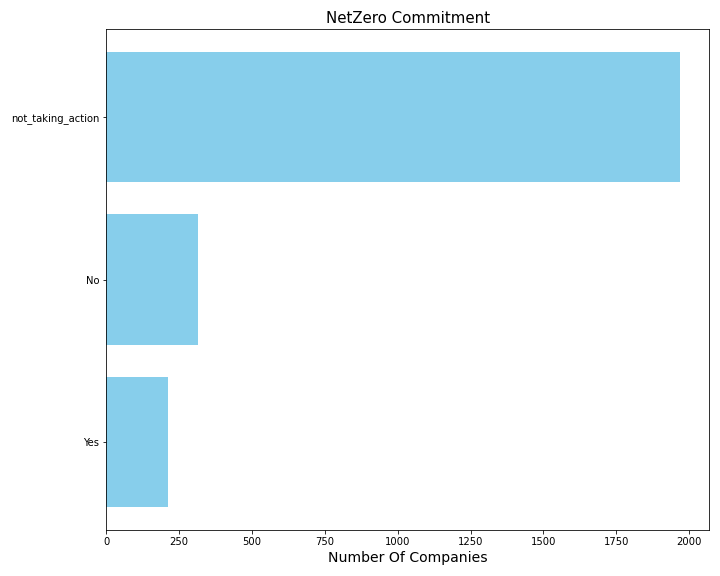 NetZero Commitment
not_taking_action
No
Yes
0 250 500 750 1000 1250 1500 1750 2000
Number Of Companies